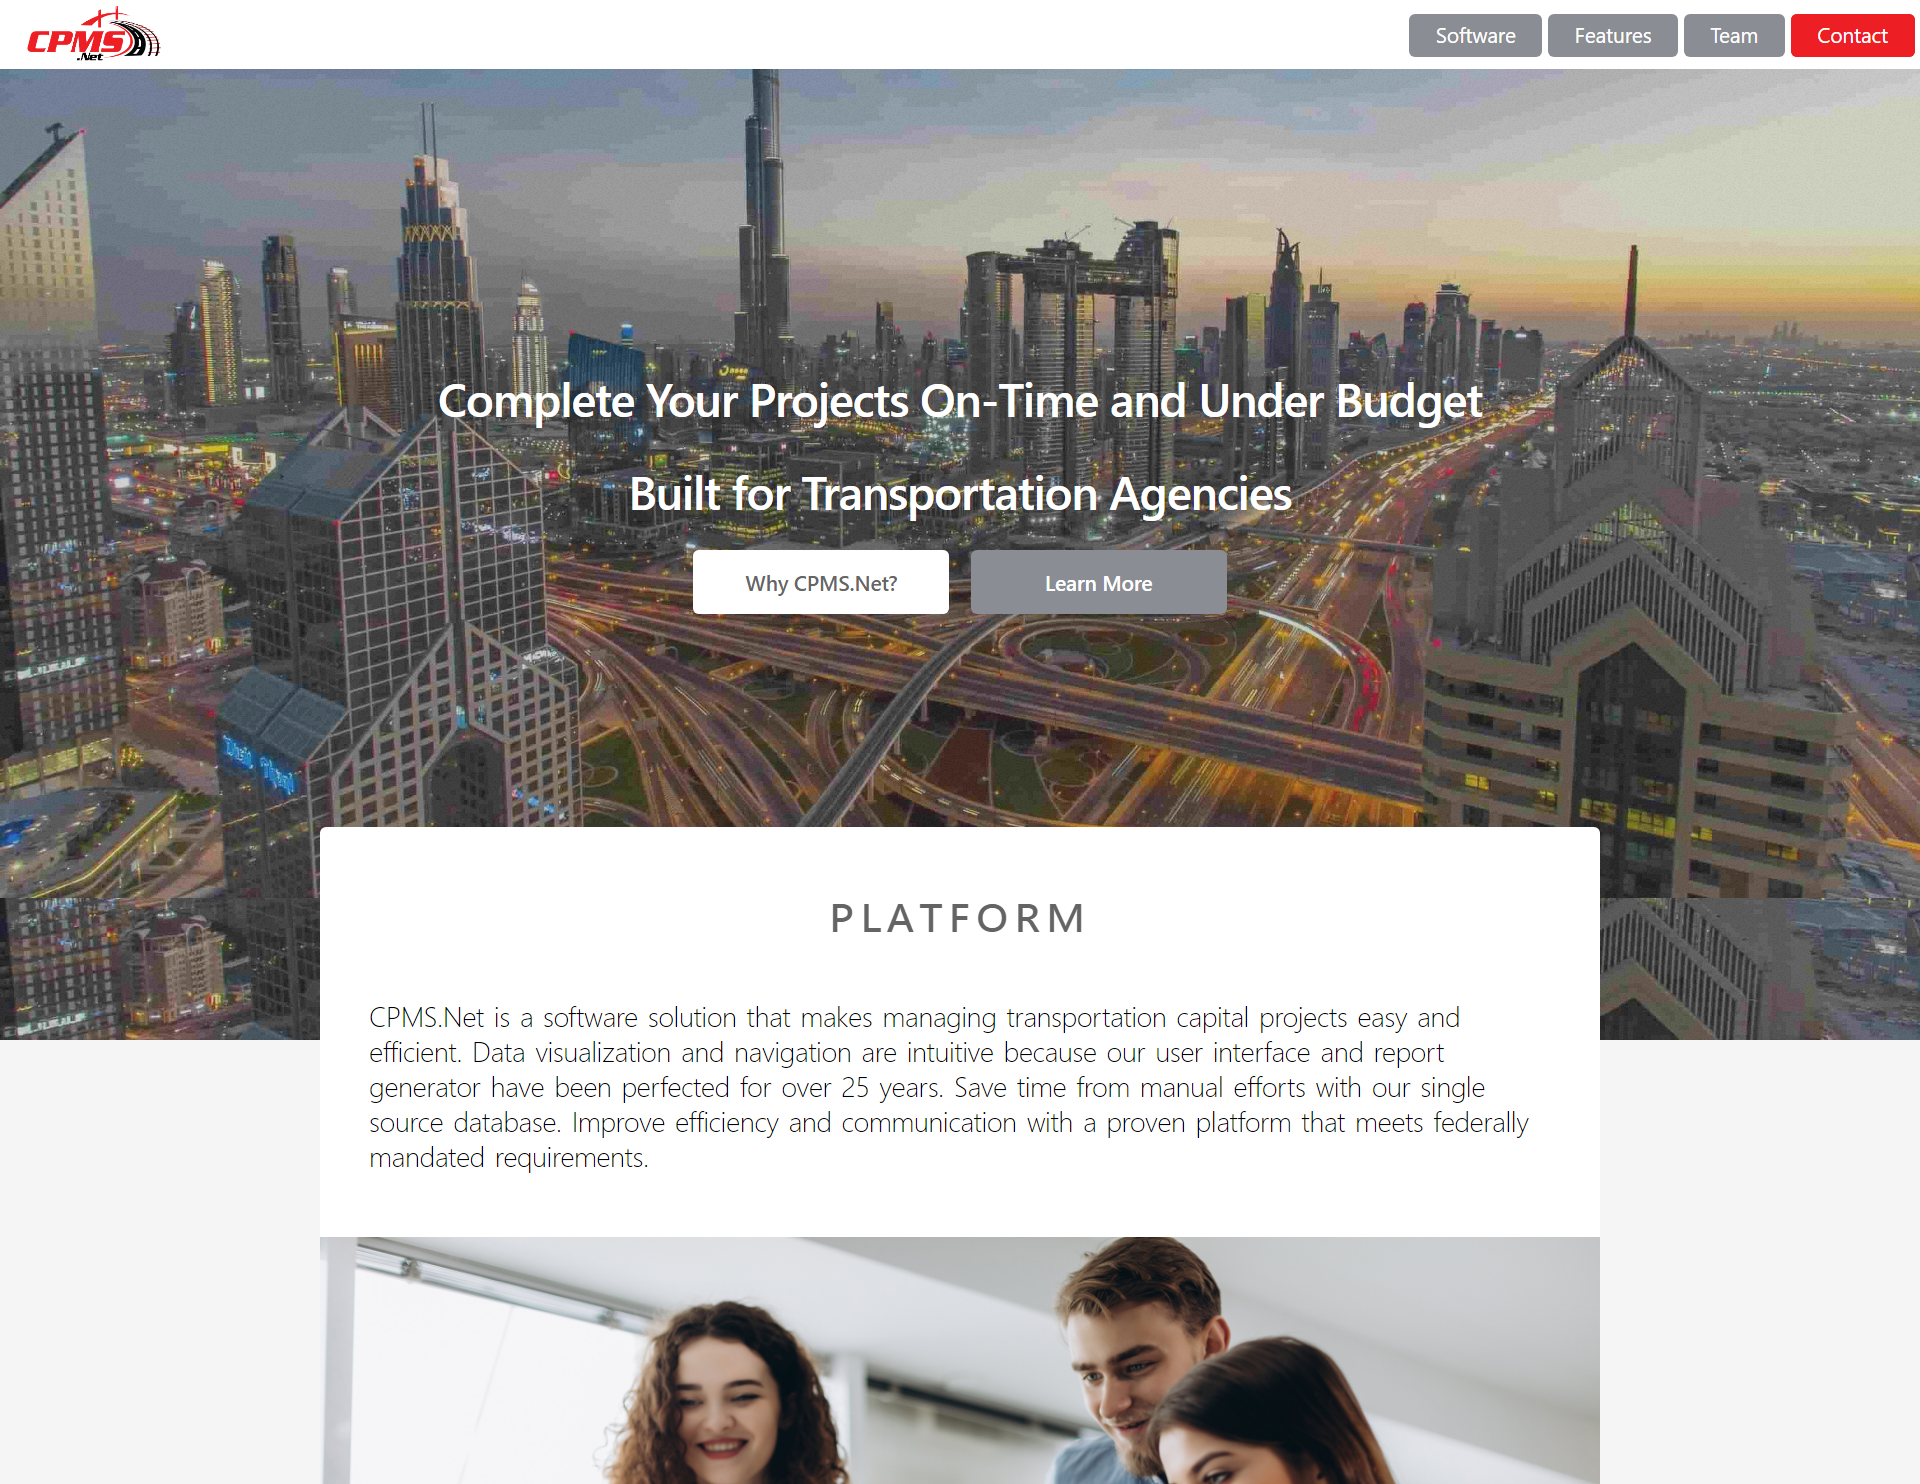 CPMS
.Net
Software
Features
Team
Contact
Complete Your Projects On-Time and Under Budget
Built for Transportation Agencies
Why CPMS.Net?
Learn More
PLATFORM
CPMS.Net is a software solution that makes managing transportation capital projects easy and
efficient. Data visualization and navigation are intuitive because our user interface and report
generator have been perfected for over 25 years. Save time from manual efforts with our single
source database. Improve efficiency and communication with a proven platform that meets federally
mandated requirements.